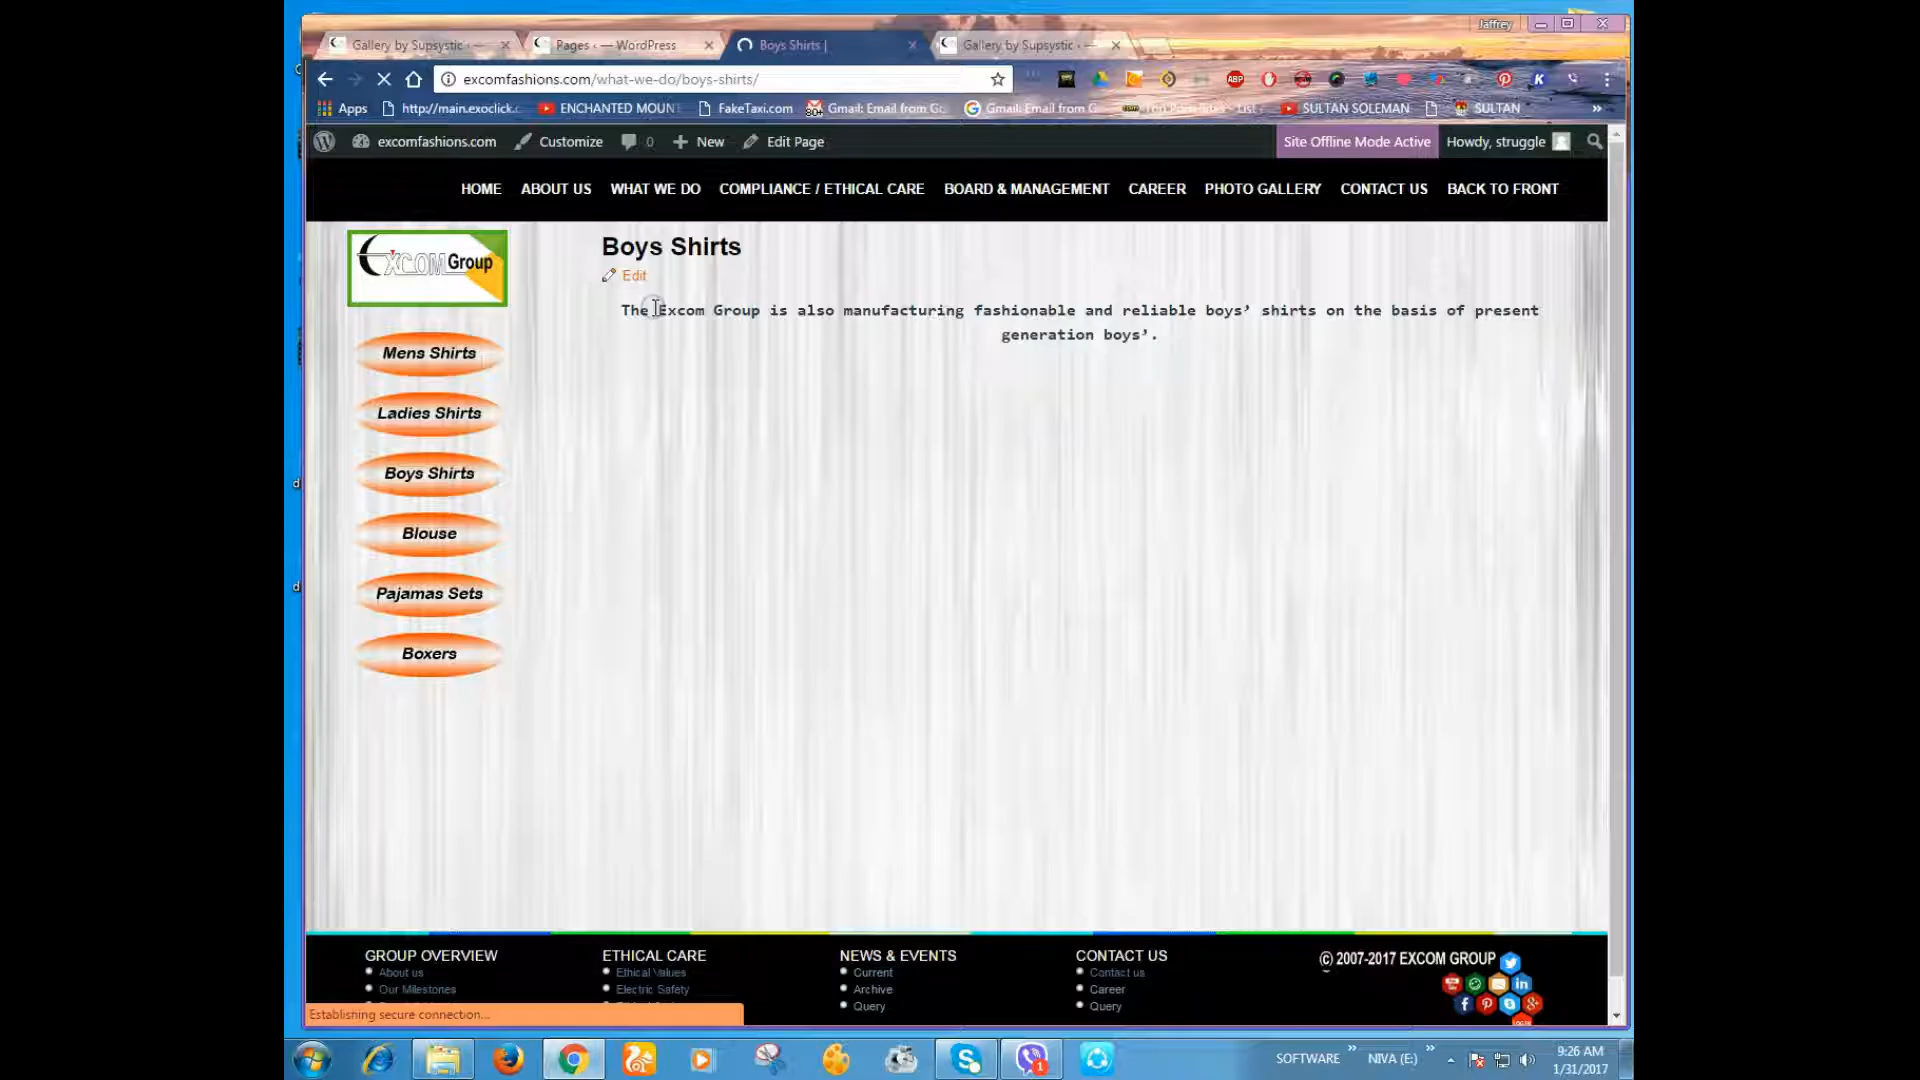 Jaffrey
Gallery by Supsystic ‹ —
Pages ‹ — WordPress
Boys Shirts |
Gallery by Supsystic ‹ —
excomfashions.com/what-we-do/boys-shirts/
ABP
Apps
http://main.exoclick.c
ENCHANTED MOUNT
FakeTaxi.com
Gmail: Email from Go
Gmail: Email from G
SULTAN SOLEMAN
SULTAN
»
excomfashions.com
Customize
0
New
Edit Page
Site Offline Mode Active
Howdy, struggle
HOME
ABOUT US
WHAT WE DO
COMPLIANCE / ETHICAL CARE
BOARD & MANAGEMENT
CAREER
PHOTO GALLERY
CONTACT US
BACK TO FRONT
EXCOM Group
Boys Shirts
Edit
The Excom Group is also manufacturing fashionable and reliable boys’ shirts on the basis of present
generation boys’.
Mens Shirts
Ladies Shirts
Boys Shirts
Blouse
Pajamas Sets
Boxers
GROUP OVERVIEW
About us
Our Milestones
ETHICAL CARE
Ethical Values
Electric Safety
NEWS & EVENTS
Current
Archive
Query
CONTACT US
Contact us
Career
Query
© 2007-2017 EXCOM GROUP
Establishing secure connection...
SOFTWARE
»
NIVA (E:)
»
9:26 AM
1/31/2017